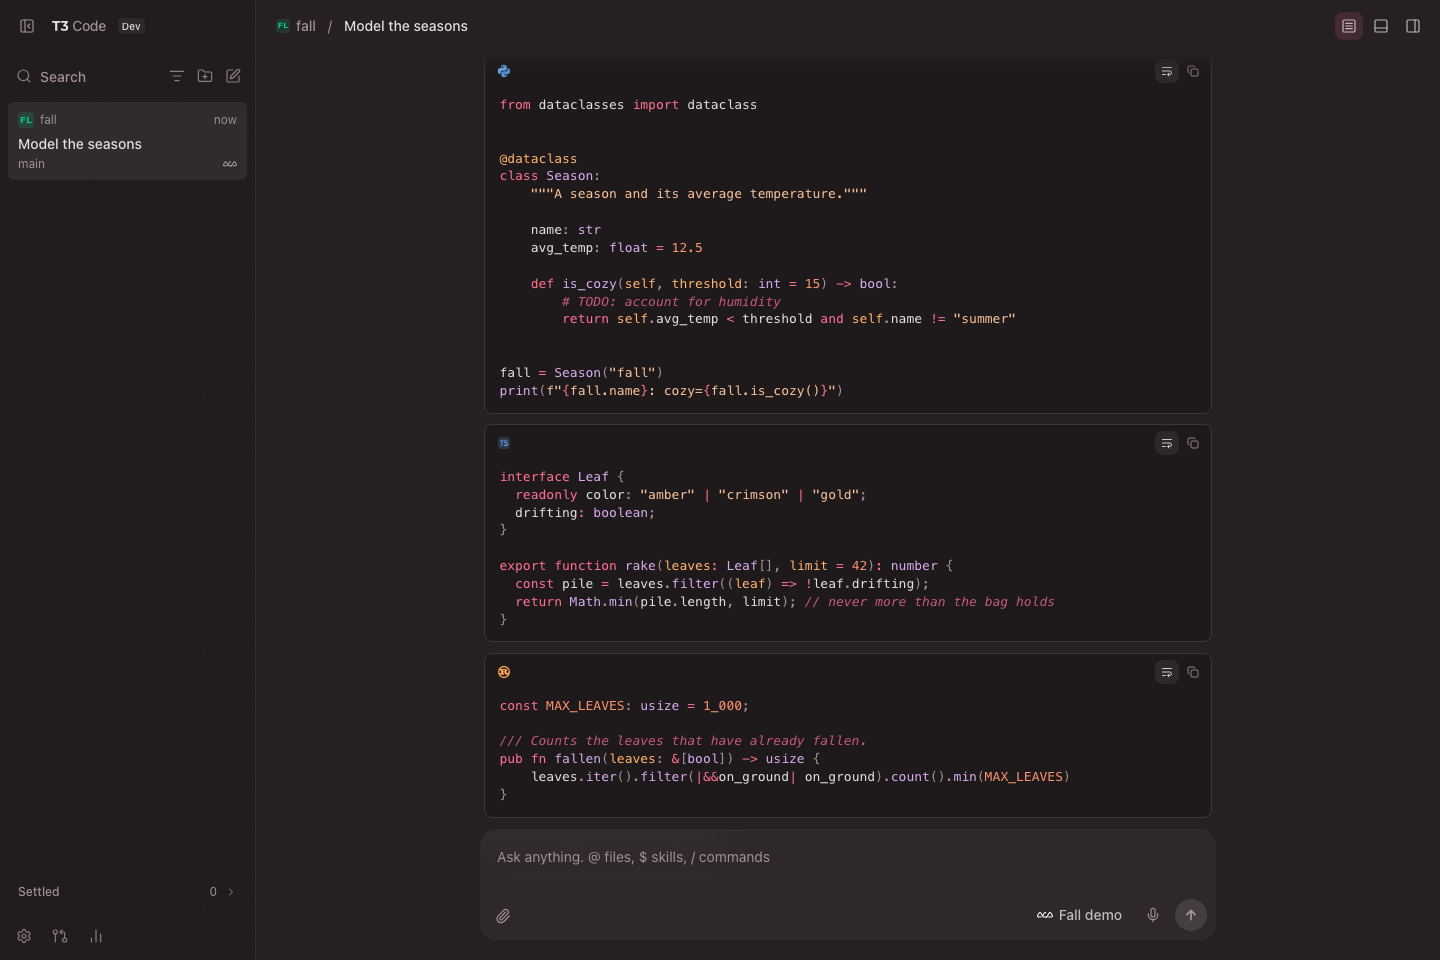 T3 Code Dev
FL fall / Model the seasons
Search
FL fall now
Model the seasons
main
from dataclasses import dataclass
@dataclass
class Season:
    """A season and its average temperature."""
    name: str
    avg_temp: float = 12.5
    def is_cozy(self, threshold: int = 15) -> bool:
        # TODO: account for humidity
        return self.avg_temp < threshold and self.name != "summer"
fall = Season("fall")
print(f"{fall.name}: cozy={fall.is_cozy()}")
TS
interface Leaf {
  readonly color: "amber" | "crimson" | "gold";
  drifting: boolean;
}
export function rake(leaves: Leaf[], limit = 42): number {
  const pile = leaves.filter((leaf) => !leaf.drifting);
  return Math.min(pile.length, limit); // never more than the bag holds
}
R
const MAX_LEAVES: usize = 1_000;
/// Counts the leaves that have already fallen.
pub fn fallen(leaves: &[bool]) -> usize {
    leaves.iter().filter(|&&on_ground| on_ground).count().min(MAX_LEAVES)
}
Ask anything. @ files, $ skills, / commands
Fall demo
Settled 0